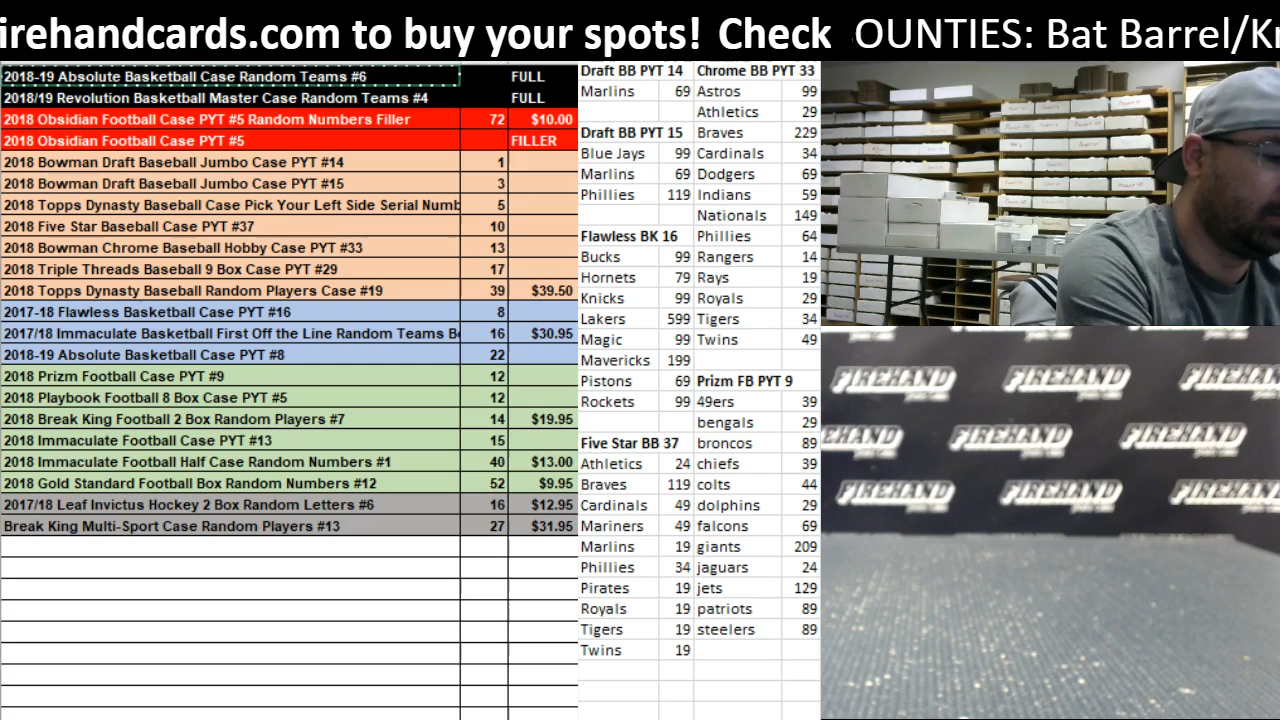 irehandcards.com to buy your spots! Check OUNTIES: Bat Barrel/Kn
2018-19 Absolute Basketball Case Random Teams #6 FULL
2018/19 Revolution Basketball Master Case Random Teams #4 FULL
2018 Obsidian Football Case PYT #5 Random Numbers Filler 72 $10.00
2018 Obsidian Football Case PYT #5 FILLER
2018 Bowman Draft Baseball Jumbo Case PYT #14 1
2018 Bowman Draft Baseball Jumbo Case PYT #15 3
2018 Topps Dynasty Baseball Case Pick Your Left Side Serial Numb 5
2018 Five Star Baseball Case PYT #37 10
2018 Bowman Chrome Baseball Hobby Case PYT #33 13
2018 Triple Threads Baseball 9 Box Case PYT #29 17
2018 Topps Dynasty Baseball Random Players Case #19 39 $39.50
2017-18 Flawless Basketball Case PYT #16 8
2017/18 Immaculate Basketball First Off the Line Random Teams Bo 16 $30.95
2018-19 Absolute Basketball Case PYT #8 22
2018 Prizm Football Case PYT #9 12
2018 Playbook Football 8 Box Case PYT #5 12
2018 Break King Football 2 Box Random Players #7 14 $19.95
2018 Immaculate Football Case PYT #13 15
2018 Immaculate Football Half Case Random Numbers #1 40 $13.00
2018 Gold Standard Football Box Random Numbers #12 52 $9.95
2017/18 Leaf Invictus Hockey 2 Box Random Letters #6 16 $12.95
Break King Multi-Sport Case Random Players #13 27 $31.95
Draft BB PYT 14
Marlins 69
Draft BB PYT 15
Blue Jays 99
Marlins 69
Phillies 119
Flawless BK 16
Bucks 99
Hornets 79
Knicks 99
Lakers 599
Magic 99
Mavericks 199
Pistons 69
Rockets 99
Five Star BB 37
Athletics 24
Braves 119
Cardinals 49
Mariners 49
Marlins 19
Phillies 34
Pirates 19
Royals 19
Tigers 19
Twins 19
Chrome BB PYT 33
Astros 99
Athletics 29
Braves 229
Cardinals 34
Dodgers 69
Indians 59
Nationals 149
Phillies 64
Rangers 14
Rays 19
Royals 29
Tigers 34
Twins 49
Prizm FB PYT 9
49ers 39
bengals 29
broncos 89
chiefs 39
colts 44
dolphins 29
falcons 69
giants 209
jaguars 24
jets 129
patriots 89
steelers 89
FIREHAND FIREHAND FIREHAND
EHAND FIREHAND FIREHAND
FIREHAND FIREHAND FIREHAND